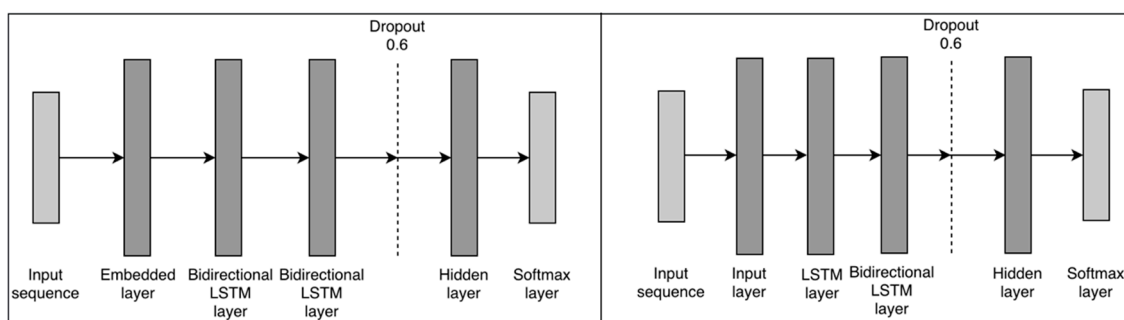 Dropout
0.6
Input
sequence
Embedded
layer
Bidirectional
LSTM
layer
Bidirectional
LSTM
layer
Hidden
layer
Softmax
layer
Dropout
0.6
Input
sequence
Input
layer
LSTM
layer
Bidirectional
LSTM
layer
Hidden
layer
Softmax
layer